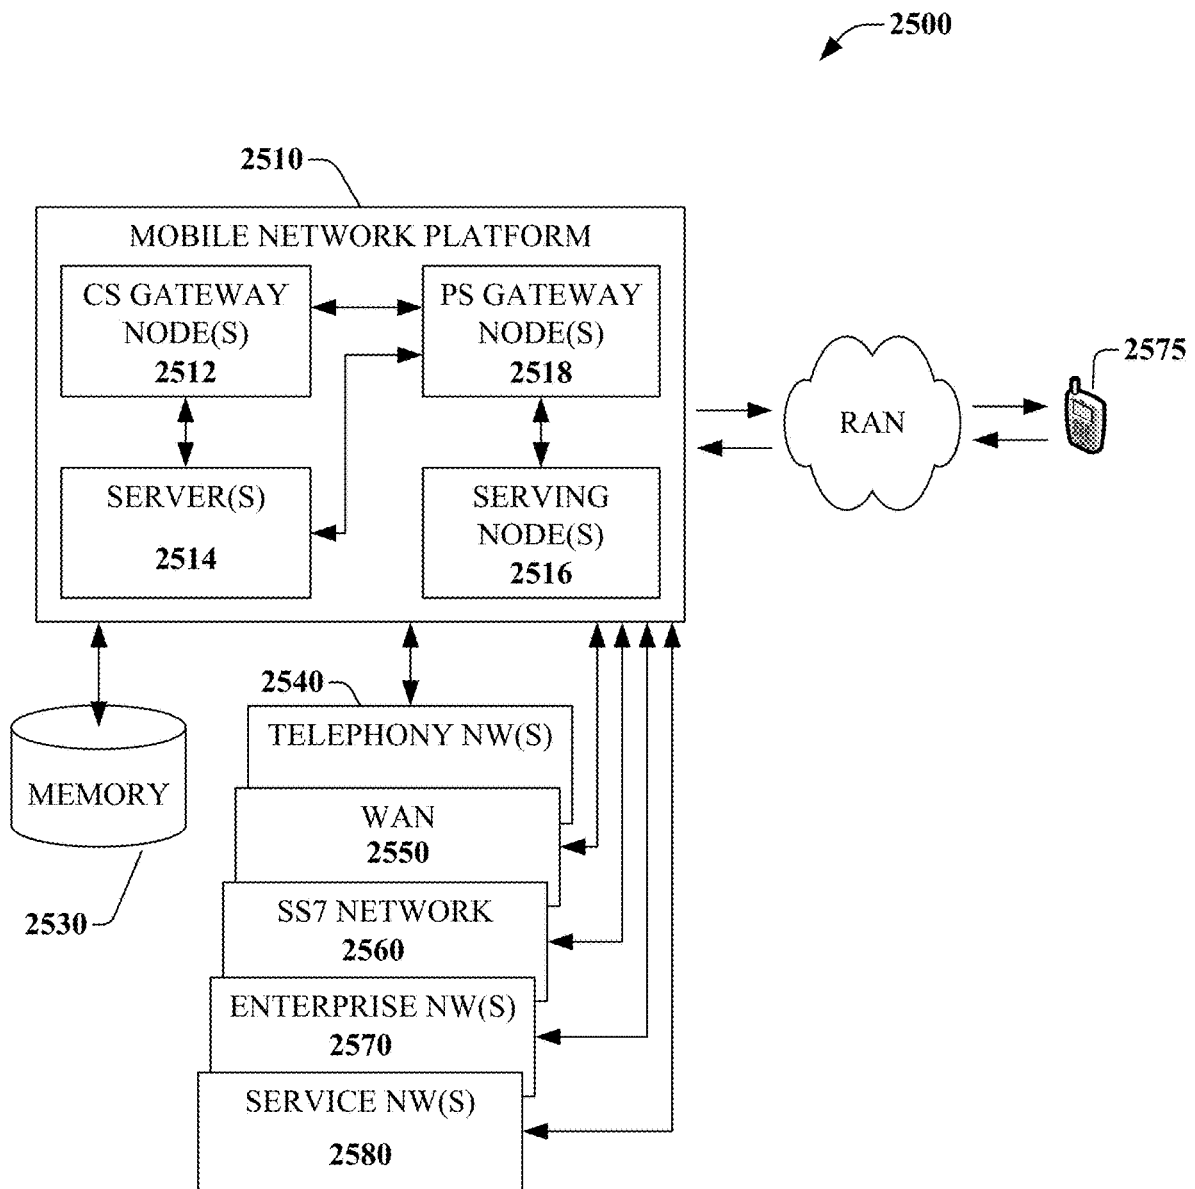 2500
2510
MOBILE NETWORK PLATFORM
CS GATEWAY
NODE(S)
2512
PS GATEWAY
NODE(S)
2518
SERVER(S)
2514
SERVING
NODE(S)
2516
RAN
2575
2540
TELEPHONY NW(S)
MEMORY
2530
WAN
2550
SS7 NETWORK
2560
ENTERPRISE NW(S)
2570
SERVICE NW(S)
2580